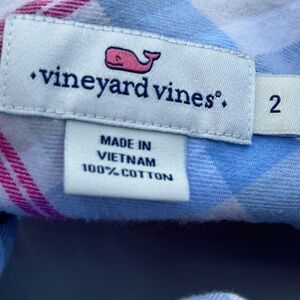 vineyard vines®
2
MADE IN
VIETNAM
100% COTTON